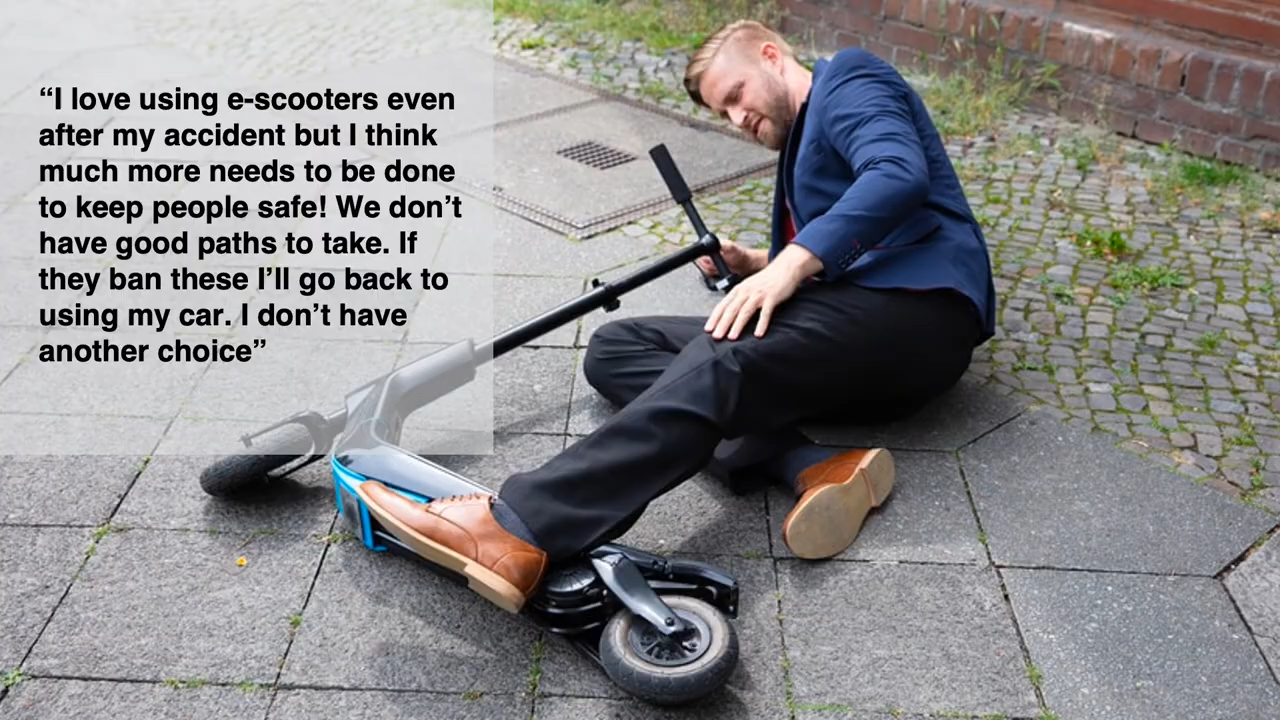 “I love using e-scooters even
after my accident but I think
much more needs to be done
to keep people safe! We don’t
have good paths to take. If
they ban these I’ll go back to
using my car. I don’t have
another choice”